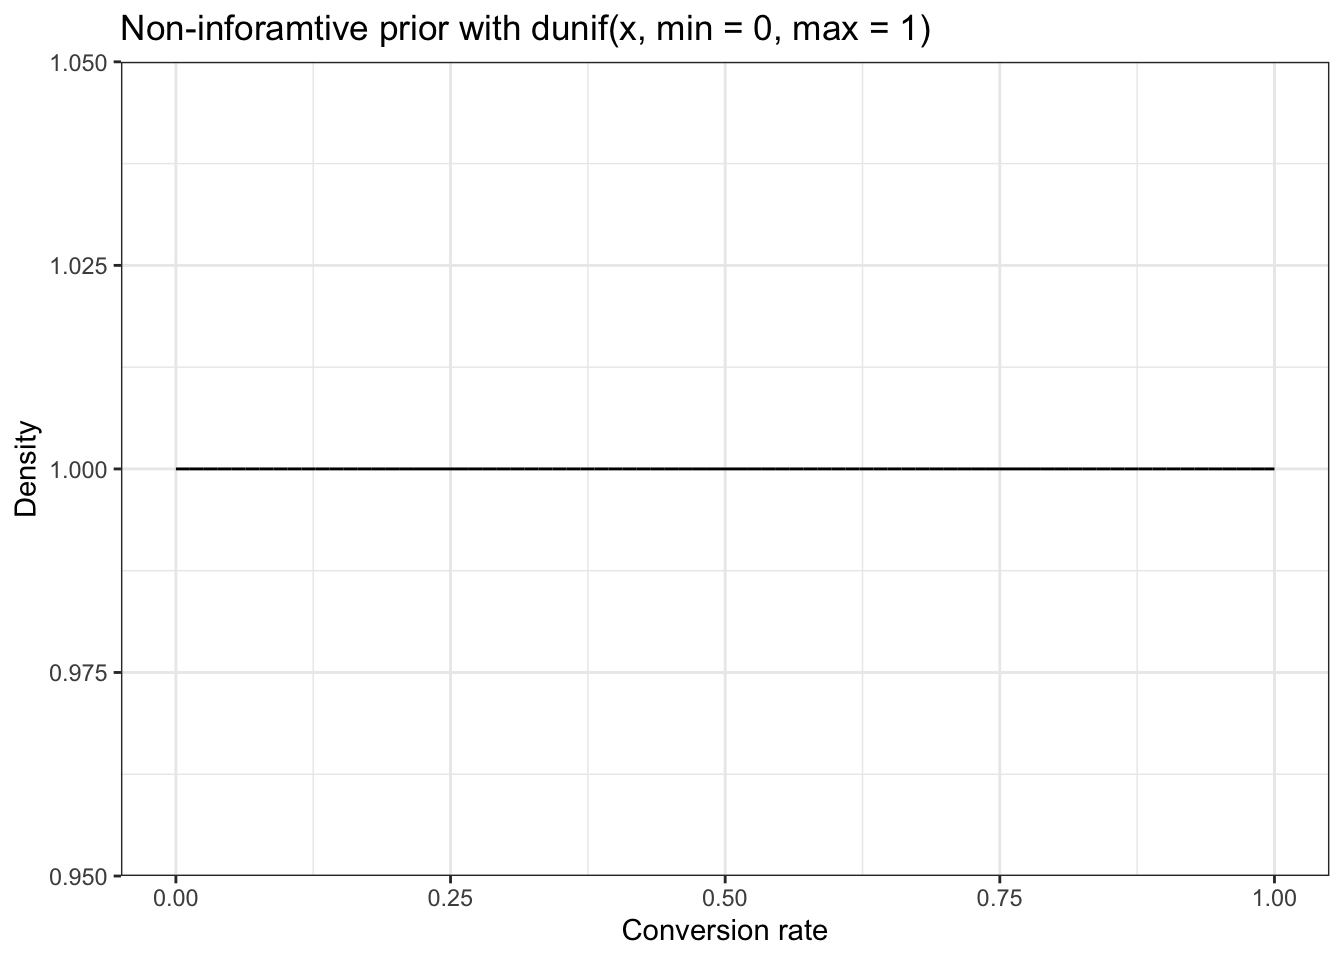 Non-inforamtive prior with dunif(x, min = 0, max = 1)
1.050
1.025
1.000
0.975
0.950
Density
0.00 0.25 0.50 0.75 1.00
Conversion rate